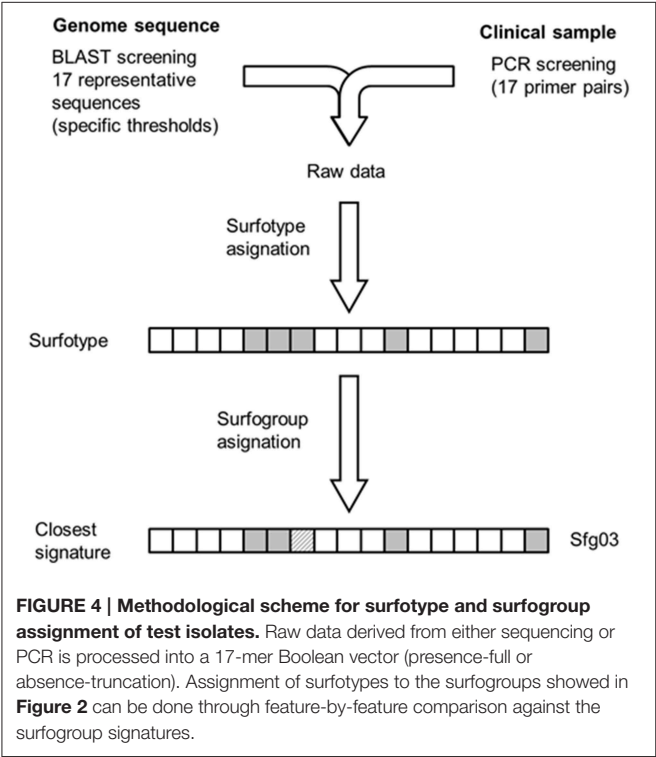 Genome sequence
BLAST screening
17 representative
sequences
(specific thresholds)
Clinical sample
PCR screening
(17 primer pairs)
Raw data
Surfotype
asignation
Surfotype
Surfogroup
asignation
Closest
signature
Sfg03
FIGURE 4 | Methodological scheme for surfotype and surfogroup
assignment of test isolates. Raw data derived from either sequencing or
PCR is processed into a 17-mer Boolean vector (presence-full or
absence-truncation). Assignment of surfotypes to the surfogroups showed in
Figure 2 can be done through feature-by-feature comparison against the
surfogroup signatures.